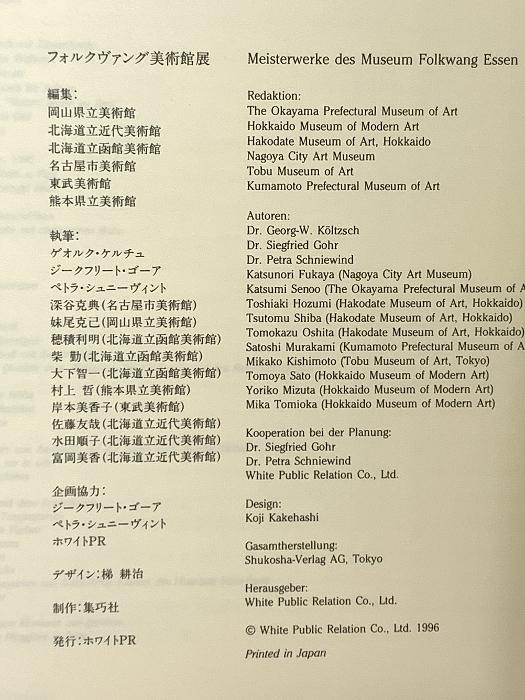 フォルクヴァング美術館展
編集:
岡山県立美術館
北海道立近代美術館
北海道立函館美術館
名古屋市美術館
東武美術館
熊本県立美術館
執筆:
ゲオルク・ケルチュ
ジークフリート・ゴーア
ペトラ・シュニーヴィント
深谷克典(名古屋市美術館)
妹尾克己(岡山県立美術館)
穂積利明(北海道立函館美術館)
柴 勤(北海道立函館美術館)
大下智一(北海道立函館美術館)
村上 哲(熊本県立美術館)
岸本美香子(東武美術館)
佐藤友哉(北海道立近代美術館)
水田順子(北海道立近代美術館)
富岡美香(北海道立近代美術館)
企画協力:
ジークフリート・ゴーア
ペトラ・シュニーヴィント
ホワイトPR
デザイン:梯 耕治
制作:集巧社
発行:ホワイトPR
Meisterwerke des Museum Folkwang Essen
Redaktion:
The Okayama Prefectural Museum of Art
Hokkaido Museum of Modern Art
Hakodate Museum of Art, Hokkaido
Nagoya City Art Museum
Tobu Museum of Art
Kumamoto Prefectural Museum of Art
Autoren:
Dr. Georg-W. Költzsch
Dr. Siegfried Gohr
Dr. Petra Schniewind
Katsunori Fukaya (Nagoya City Art Museum)
Katsumi Senoo (The Okayama Prefectural Museum of A
Toshiaki Hozumi (Hakodate Museum of Art, Hokkaido)
Tsutomu Shiba (Hakodate Museum of Art, Hokkaido)
Tomokazu Oshita (Hakodate Museum of Art, Hokkaido)
Satoshi Murakami (Kumamoto Prefectural Museum of A
Mikako Kishimoto (Tobu Museum of Art, Tokyo)
Tomoya Sato (Hokkaido Museum of Modern Art)
Yoriko Mizuta (Hokkaido Museum of Modern Art)
Mika Tomioka (Hokkaido Museum of Modern Art)
Kooperation bei der Planung:
Dr. Siegfried Gohr
Dr. Petra Schniewind
White Public Relation Co., Ltd.
Design:
Koji Kakehashi
Gasamtherstellung:
Shukosha-Verlag AG, Tokyo
Herausgeber:
White Public Relation Co., Ltd.
© White Public Relation Co., Ltd. 1996
Printed in Japan